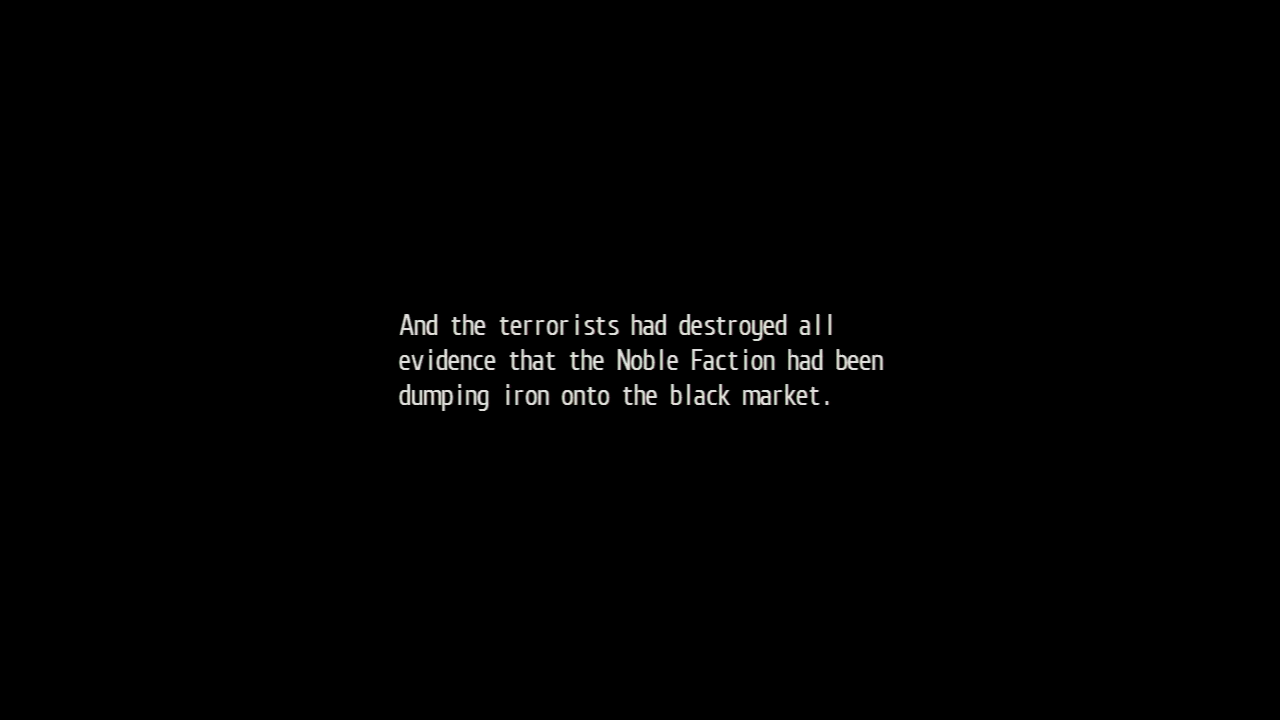 And the terrorists had destroyed all
evidence that the Noble Faction had been
dumping iron onto the black market.